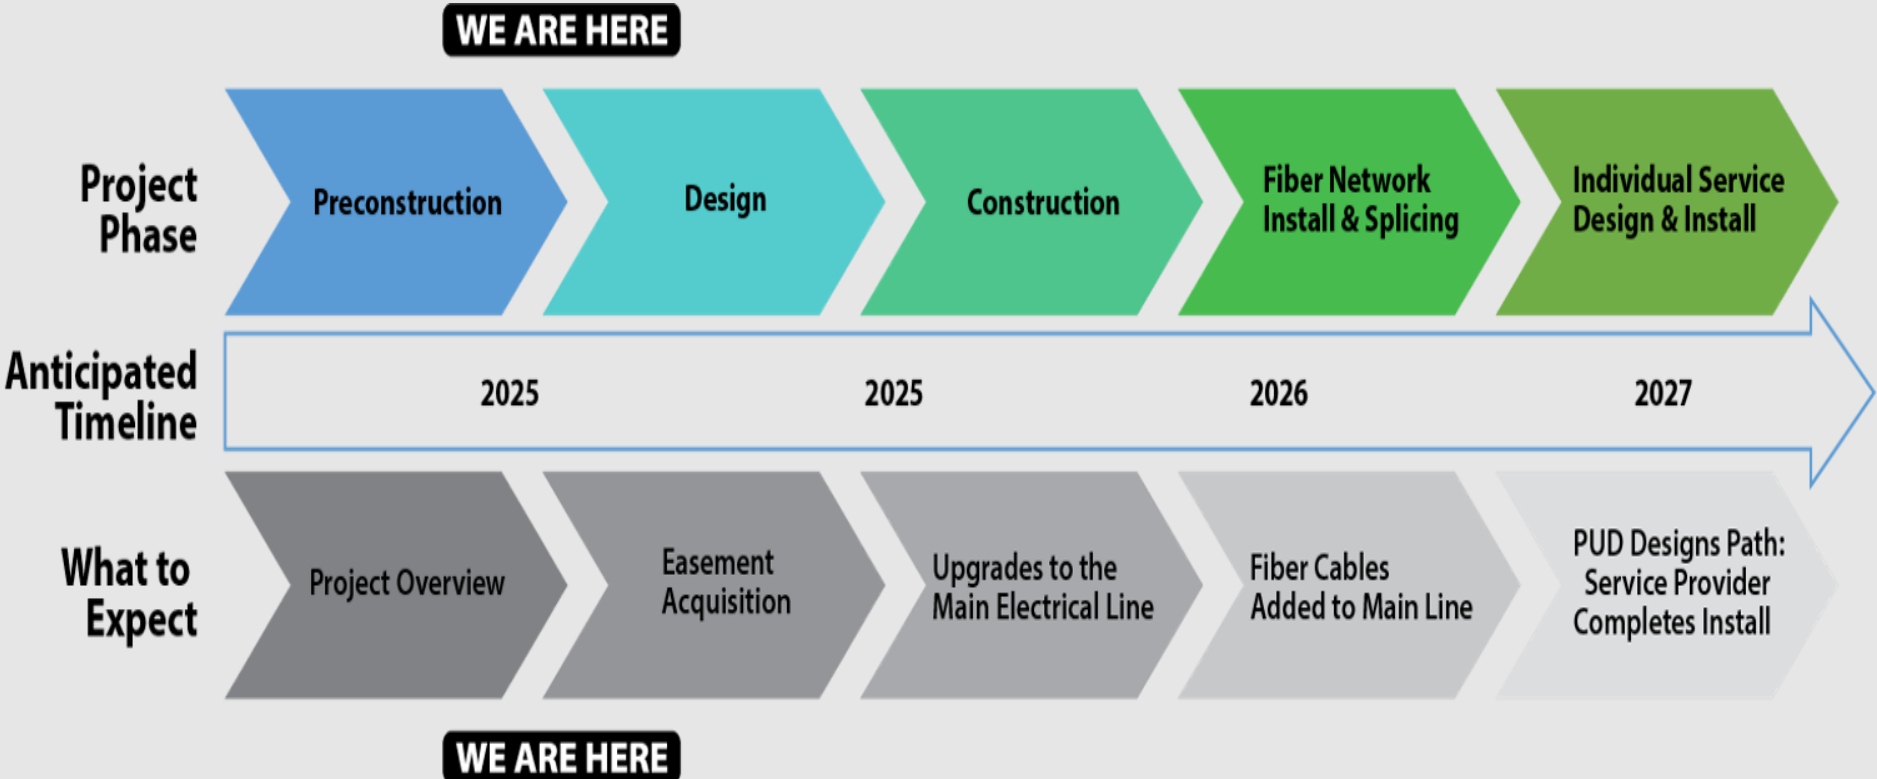 WE ARE HERE
Project
Phase
Preconstruction
Design
Construction
Fiber Network
Install & Splicing
Individual Service
Design & Install
Anticipated
Timeline
2025
2025
2026
2027
What to
Expect
Project Overview
Easement
Acquisition
Upgrades to the
Main Electrical Line
Fiber Cables
Added to Main Line
PUD Designs Path:
Service Provider
Completes Install
WE ARE HERE